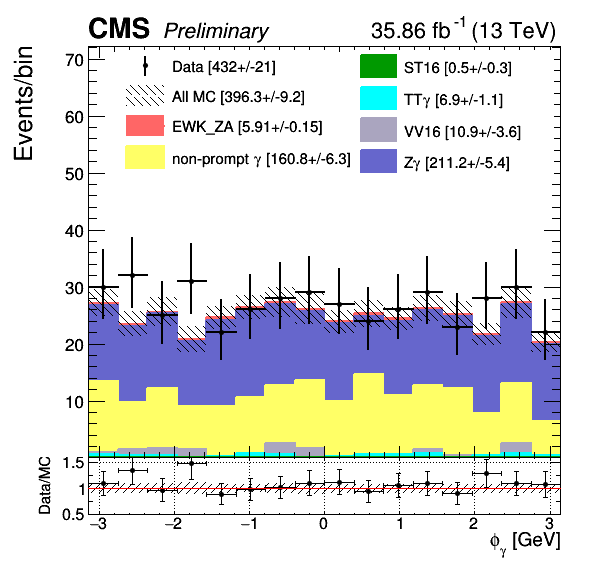 CMS Preliminary 35.86 fb⁻¹ (13 TeV)
Events/bin
70
60
50
40
30
20
10
Data [432+/-21]
All MC [396.3+/-9.2]
EWK_ZA [5.91+/-0.15]
non-prompt γ [160.8+/-6.3]
ST16 [0.5+/-0.3]
TTγ [6.9+/-1.1]
VV16 [10.9+/-3.6]
Zγ [211.2+/-5.4]
Data/MC
1.5
1
0.5
−3 −2 −1 0 1 2 3
ϕγ [GeV]